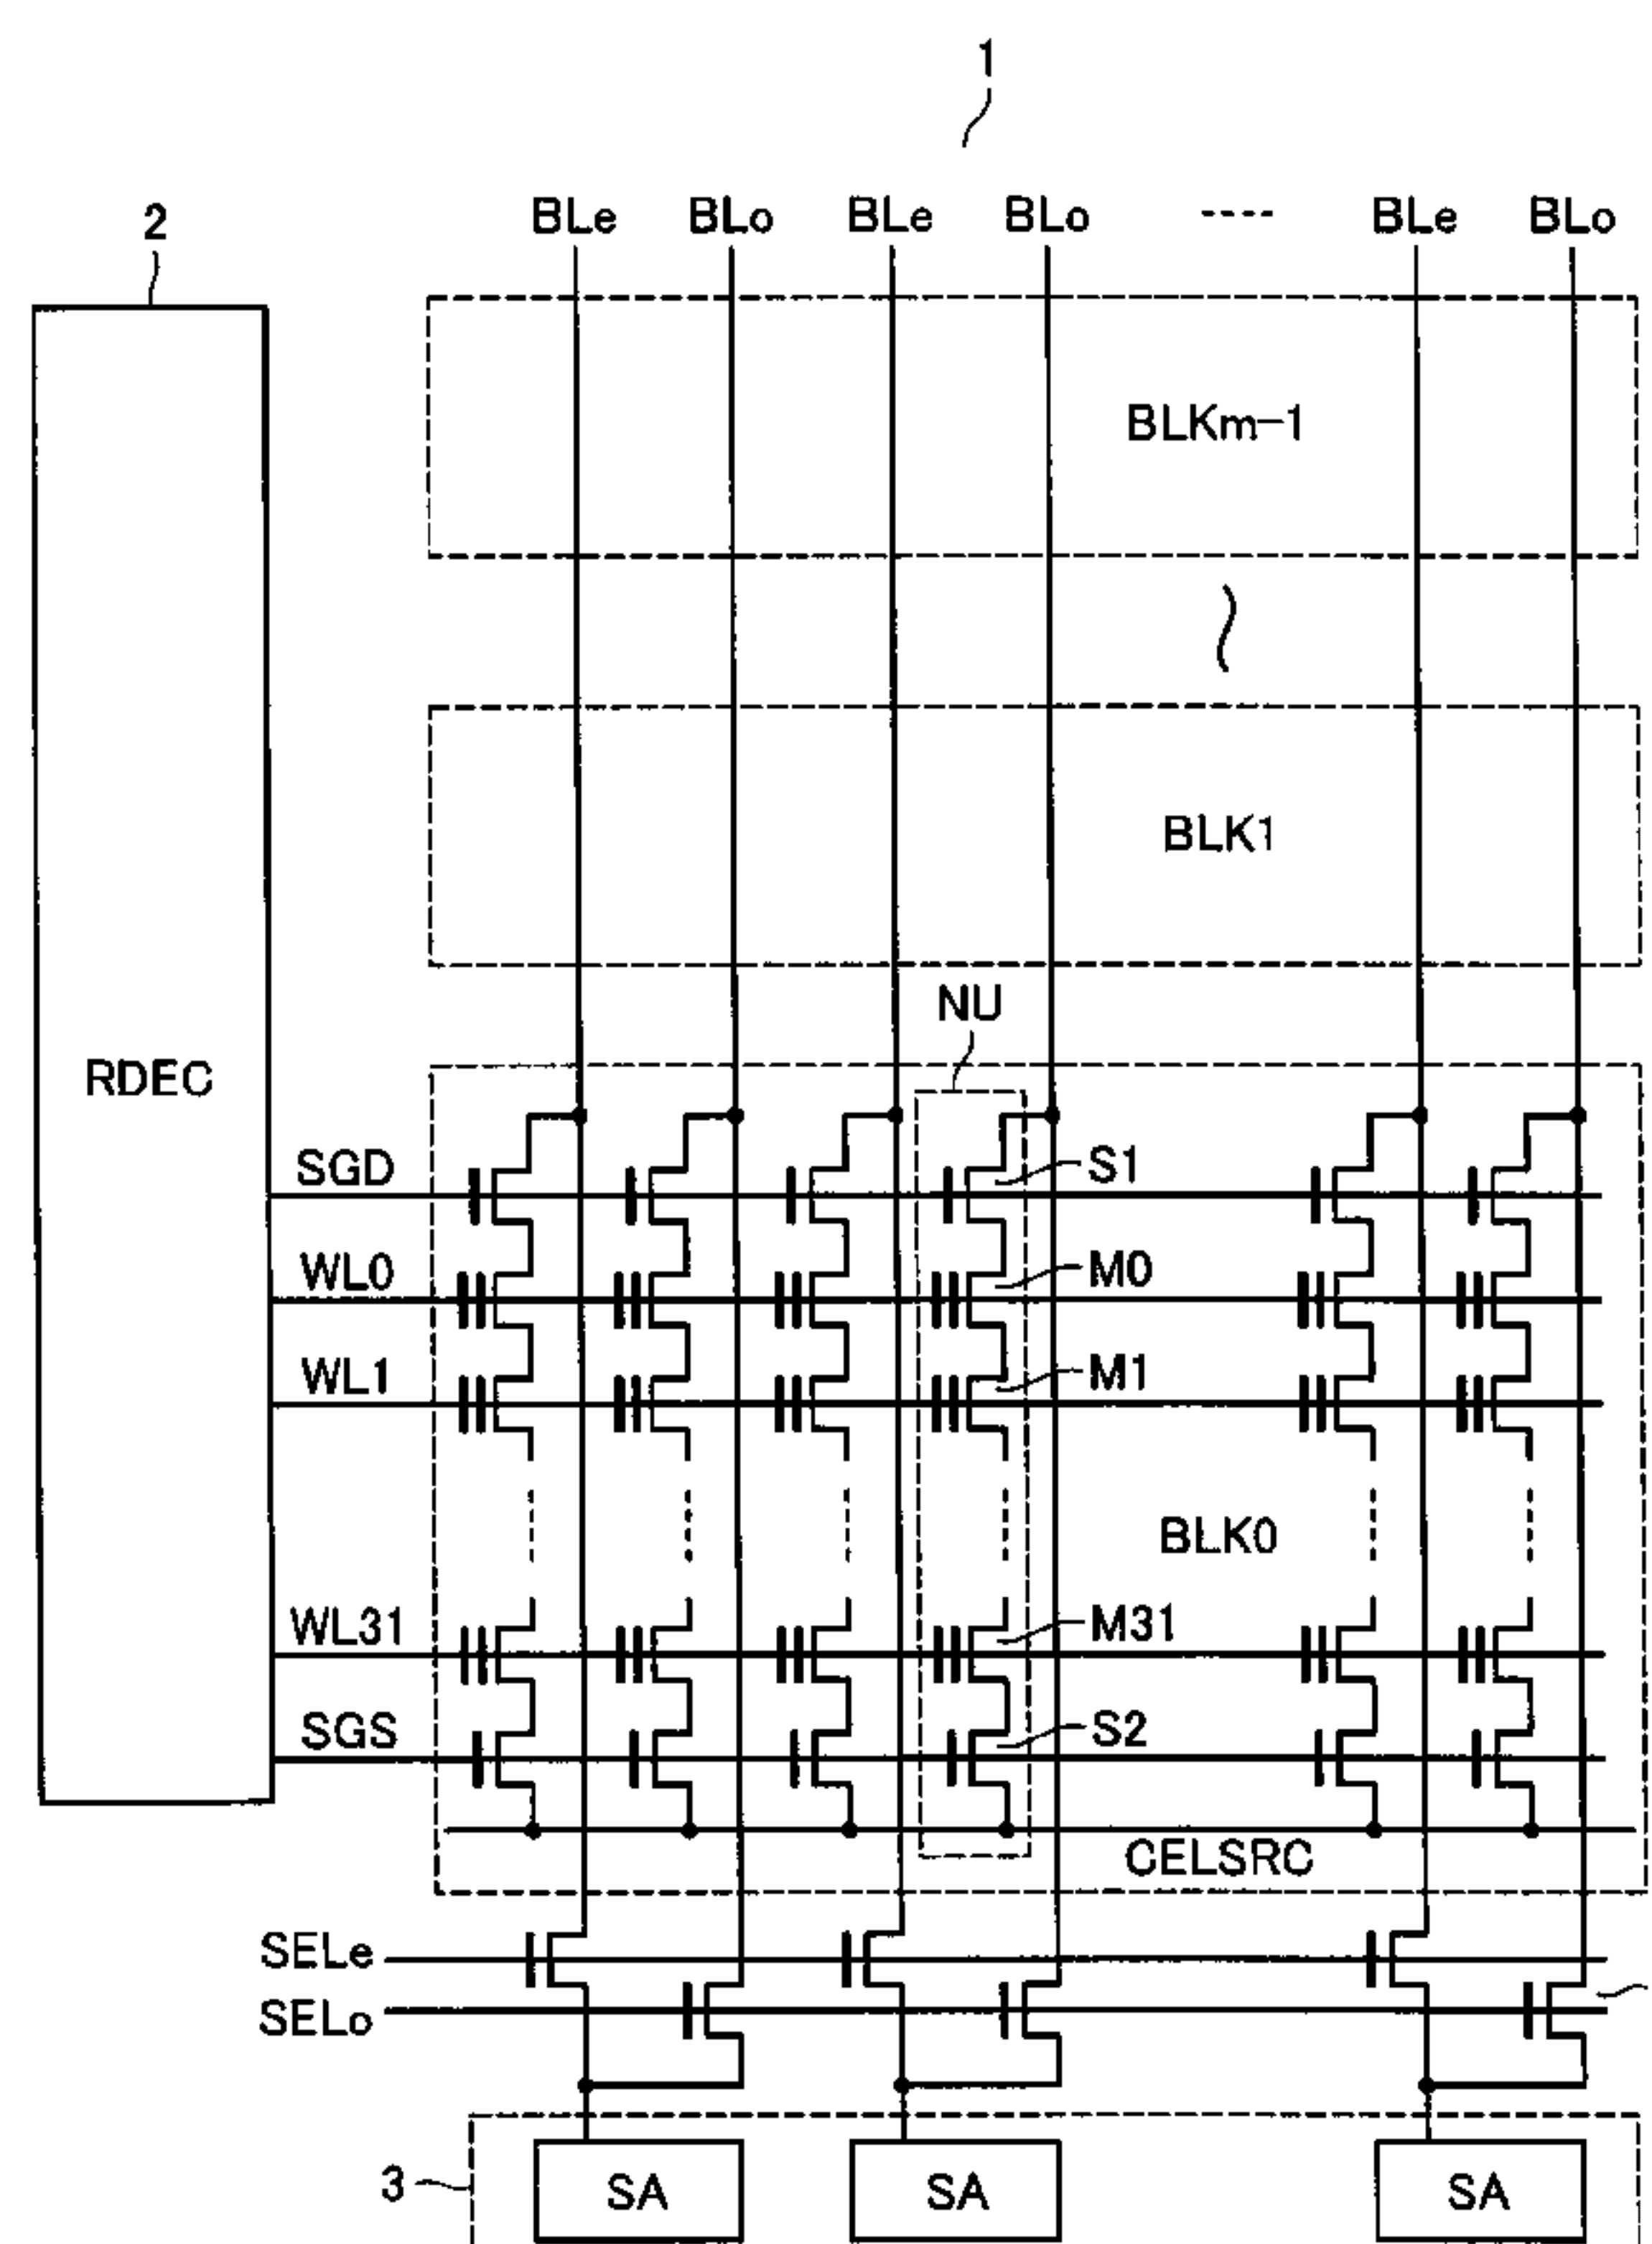 1
2
BLe BLo BLe BLo ---- BLe BLo
BLKm-1
BLK1
NU
RDEC
SGD
S1
WL0
M0
WL1
M1
BLK0
WL31
M31
SGS
S2
CELSRC
SELe
SELo
3
SA SA SA